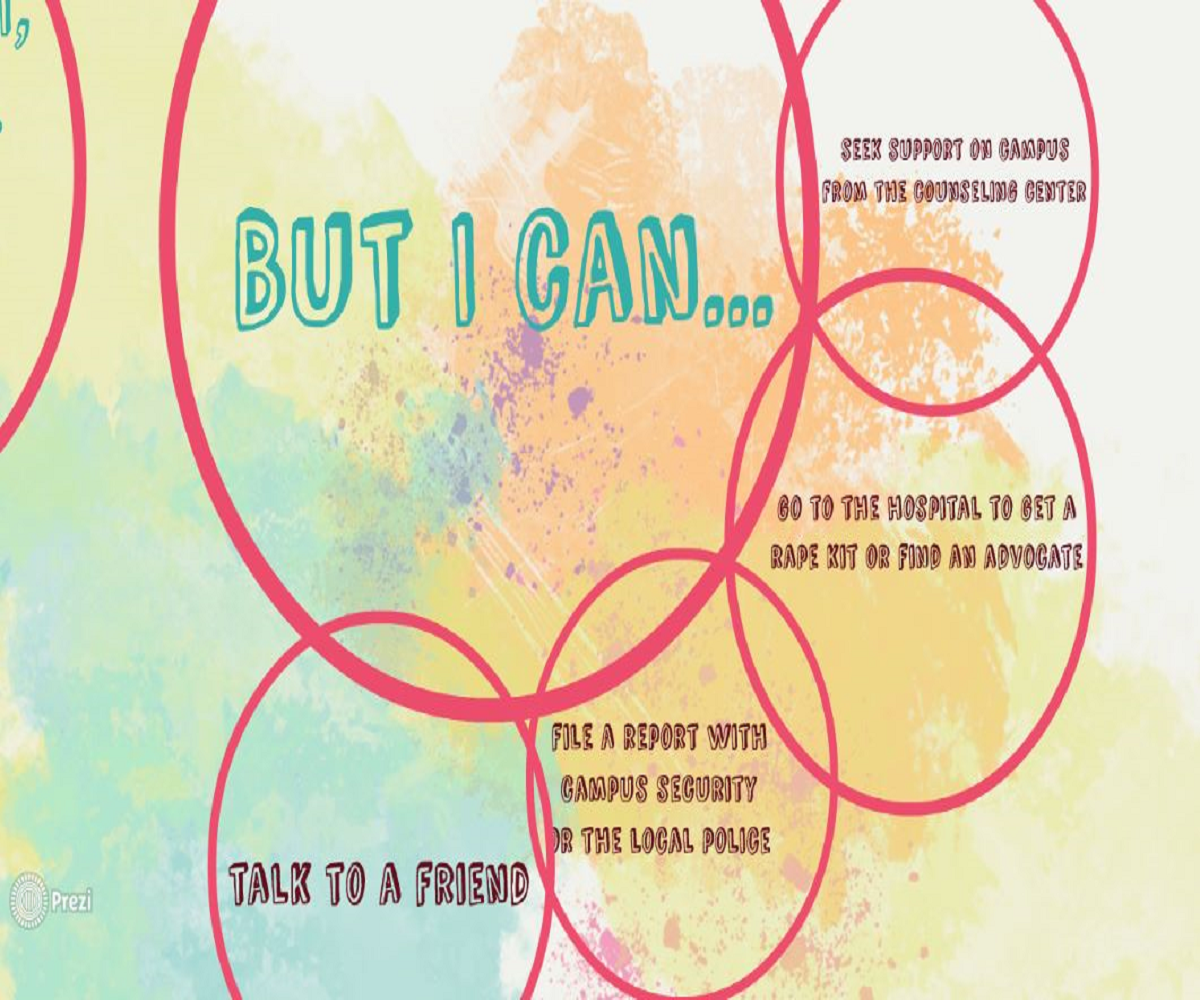 BUT I CAN...
SEEK SUPPORT ON CAMPUS
FROM THE COUNSELING CENTER
GO TO THE HOSPITAL TO GET A
RAPE KIT OR FIND AN ADVOCATE
FILE A REPORT WITH
CAMPUS SECURITY
OR THE LOCAL POLICE
TALK TO A FRIEND
Prezi